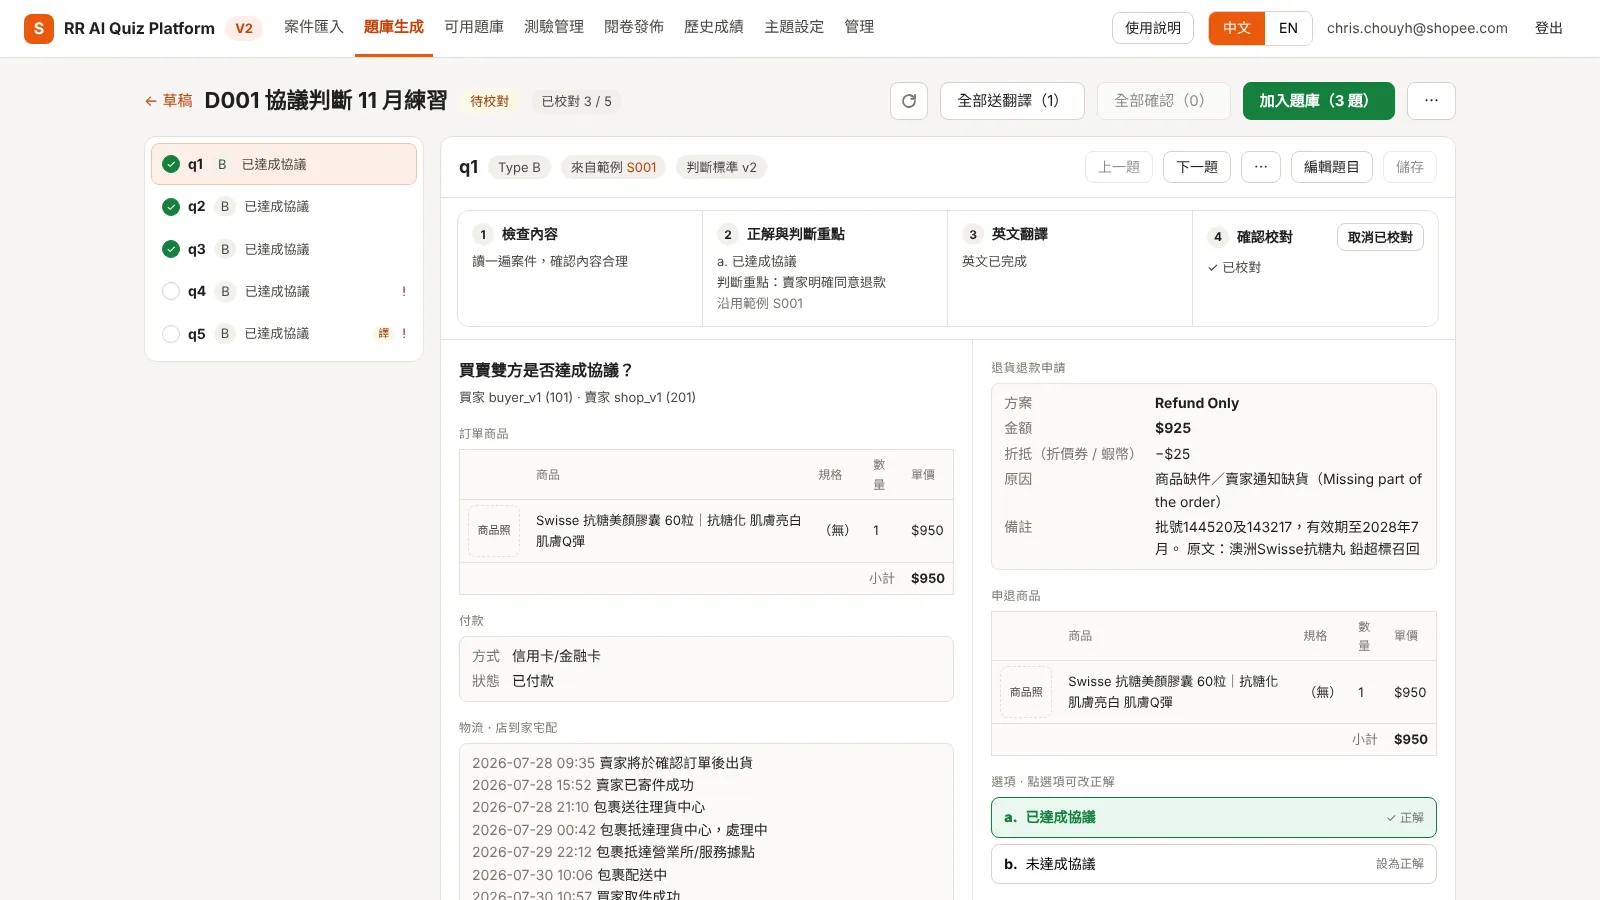 S RR AI Quiz Platform V2 案件匯入 題庫生成 可用題庫 測驗管理 閱卷發佈 歷史成績 主題設定 管理 使用說明 中文 EN chris.chouyh@shopee.com 登出
← 草稿 D001 協議判斷 11 月練習 待校對 已校對 3 / 5 全部送翻譯（1） 全部確認（0） 加入題庫（3 題） ...
q1 B 已達成協議
q2 B 已達成協議
q3 B 已達成協議
q4 B 已達成協議 !
q5 B 已達成協議 譯 !
q1 Type B 來自範例 S001 判斷標準 v2 上一題 下一題 ... 編輯題目 儲存
1 檢查內容
讀一遍案件，確認內容合理
2 正解與判斷重點
a. 已達成協議
判斷重點：賣家明確同意退款
沿用範例 S001
3 英文翻譯
英文已完成
4 確認校對 取消已校對
✓ 已校對
買賣雙方是否達成協議？
買家 buyer_v1 (101) · 賣家 shop_v1 (201)
訂單商品
商品 規格 數量 單價
商品照 Swisse 抗糖美顏膠囊 60粒｜抗糖化 肌膚亮白 肌膚Q彈 （無） 1 $950
小計 $950
付款
方式 信用卡/金融卡
狀態 已付款
物流 · 店到家宅配
2026-07-28 09:35 賣家將於確認訂單後出貨
2026-07-28 15:52 賣家已寄件成功
2026-07-28 21:10 包裹送往理貨中心
2026-07-29 00:42 包裹抵達理貨中心，處理中
2026-07-29 22:12 包裹抵達營業所/服務據點
2026-07-30 10:06 包裹配送中
2026-07-30 10:57 買家取件成功
退貨退款申請
方案 Refund Only
金額 $925
折抵（折價券 / 蝦幣） −$25
原因 商品缺件／賣家通知缺貨（Missing part of
the order）
備註 批號144520及143217，有效期至2028年7
月。 原文：澳洲Swisse抗糖丸 鉛超標召回
申退商品
商品 規格 數量 單價
商品照 Swisse 抗糖美顏膠囊 60粒｜抗糖化 肌膚亮白 肌膚Q彈 （無） 1 $950
小計 $950
選項 · 點選項可改正解
a. 已達成協議 ✓ 正解
b. 未達成協議 設為正解